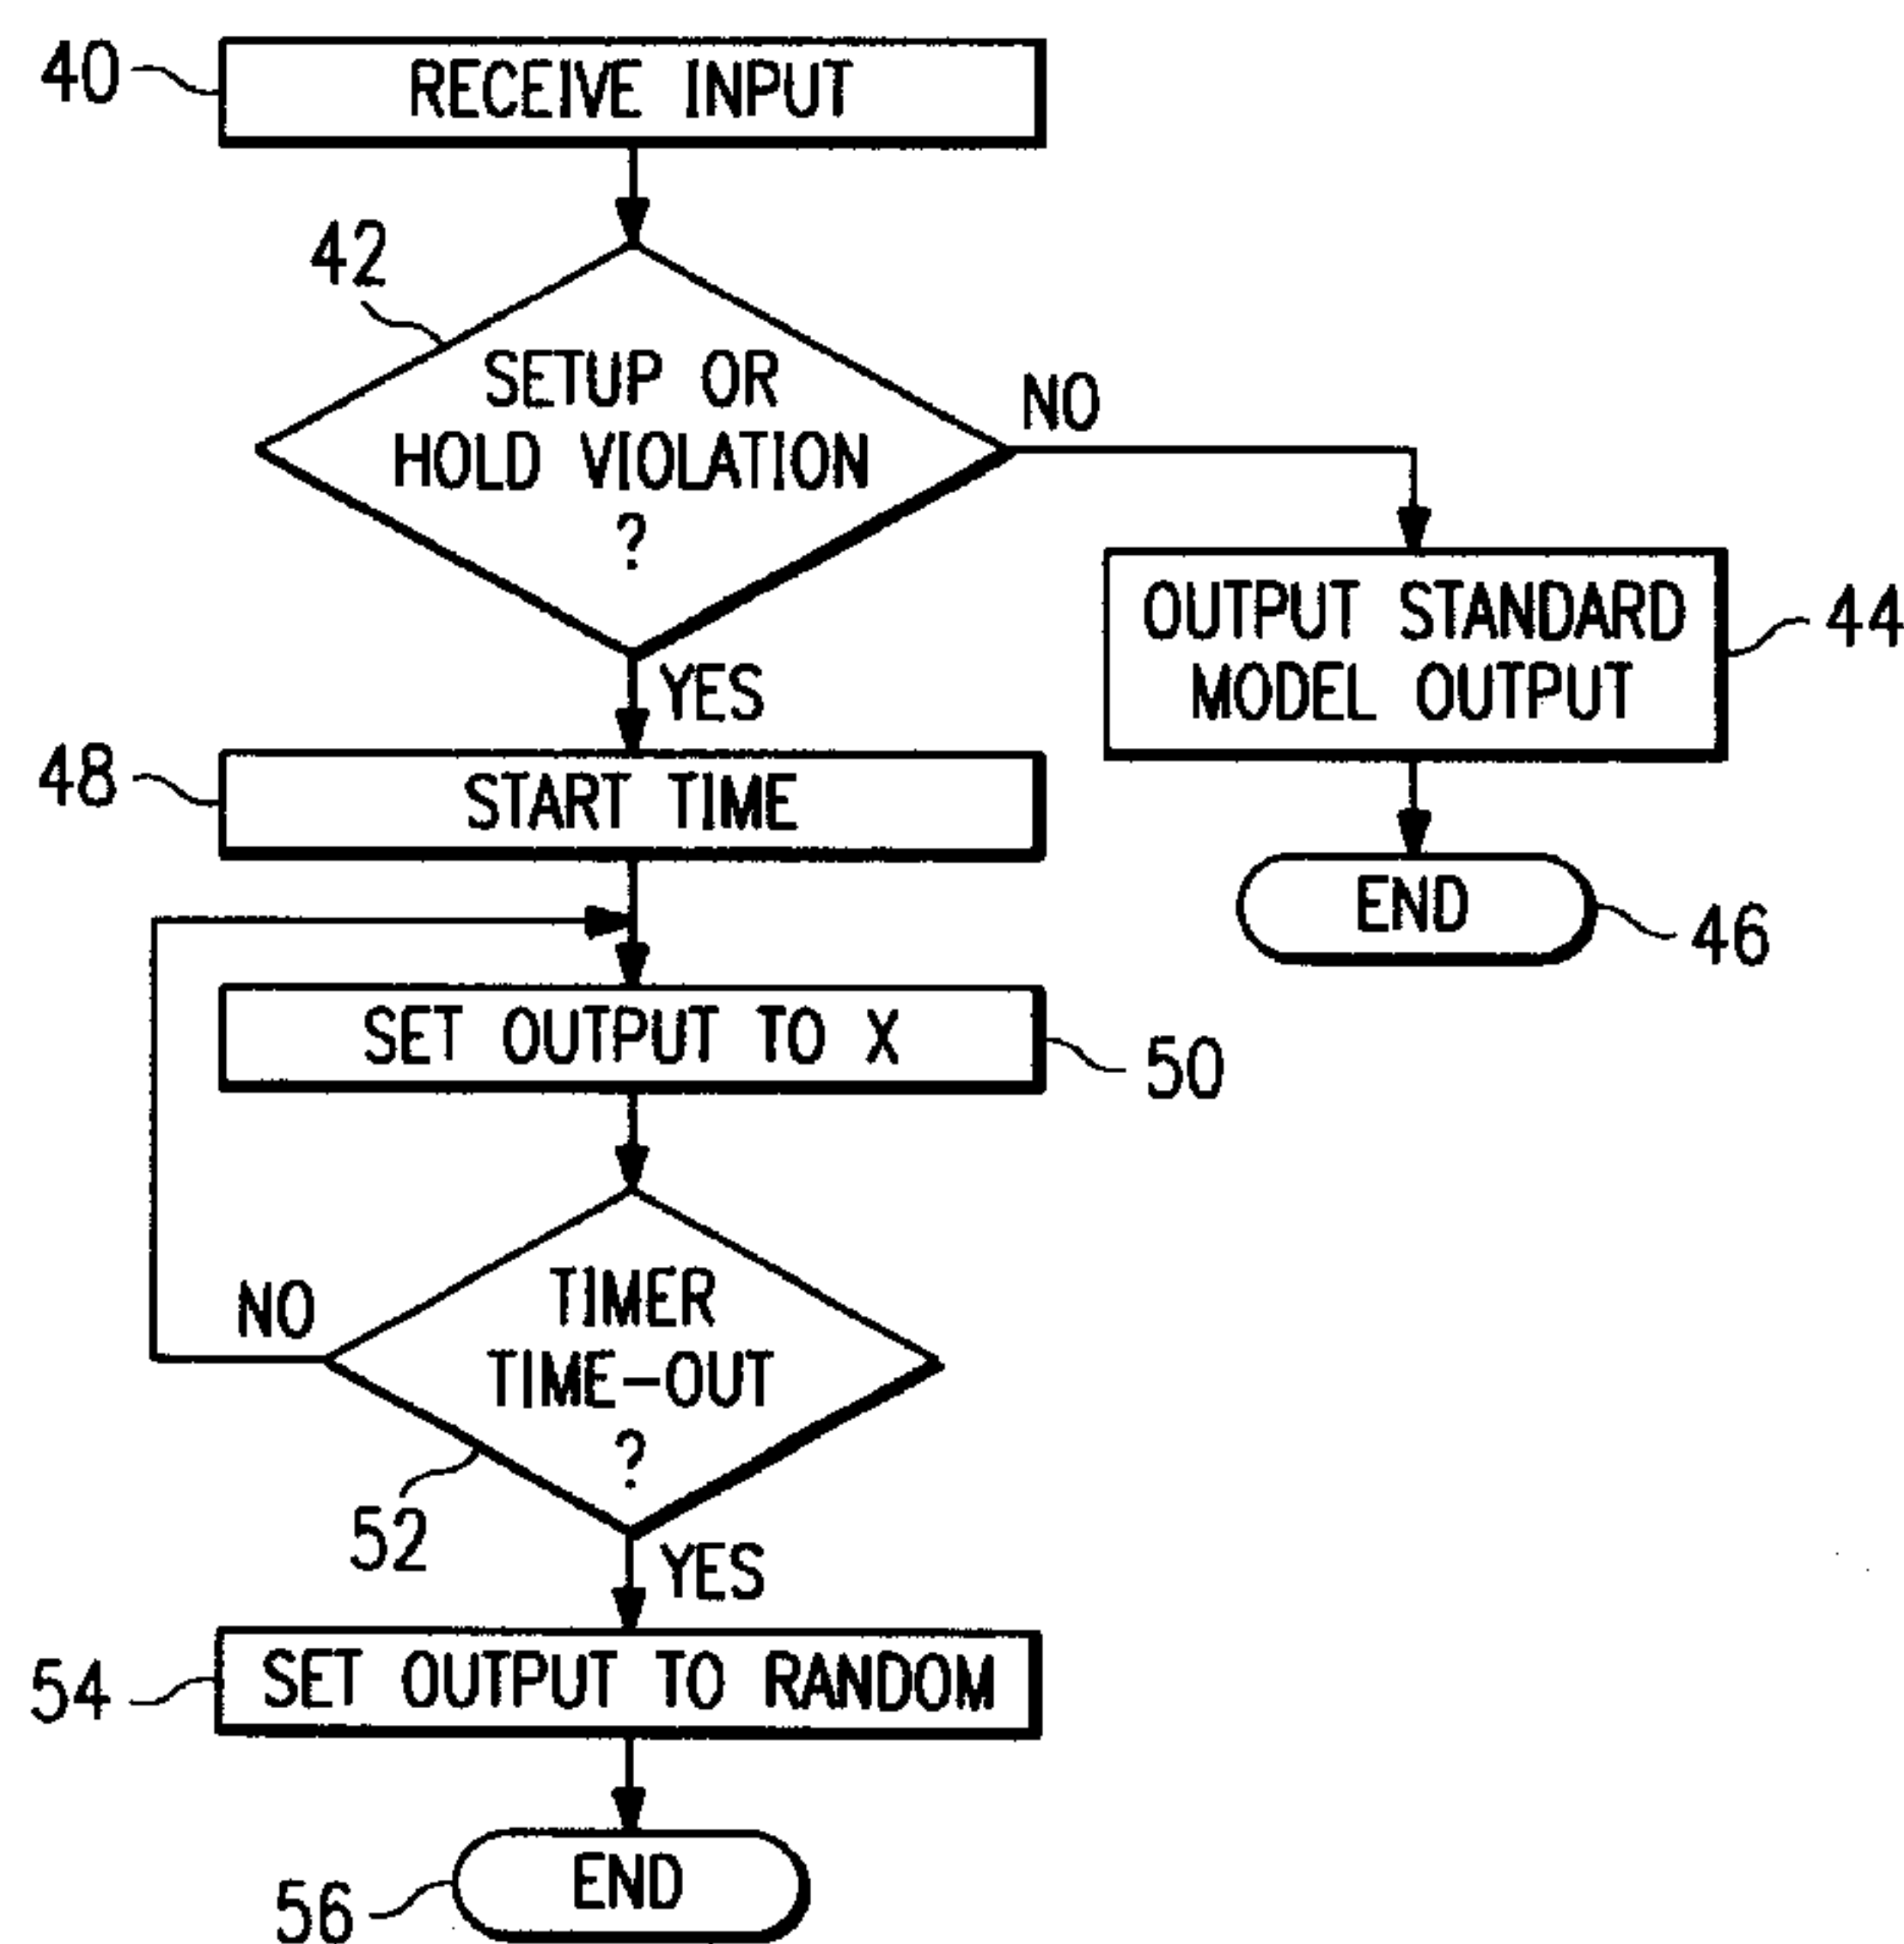 40
RECEIVE INPUT
42
SETUP OR
HOLD VIOLATION
?
NO
OUTPUT STANDARD
MODEL OUTPUT
44
YES
48
START TIME
END
46
SET OUTPUT TO X
50
NO
TIMER
TIME-OUT
?
52
YES
54
SET OUTPUT TO RANDOM
56
END